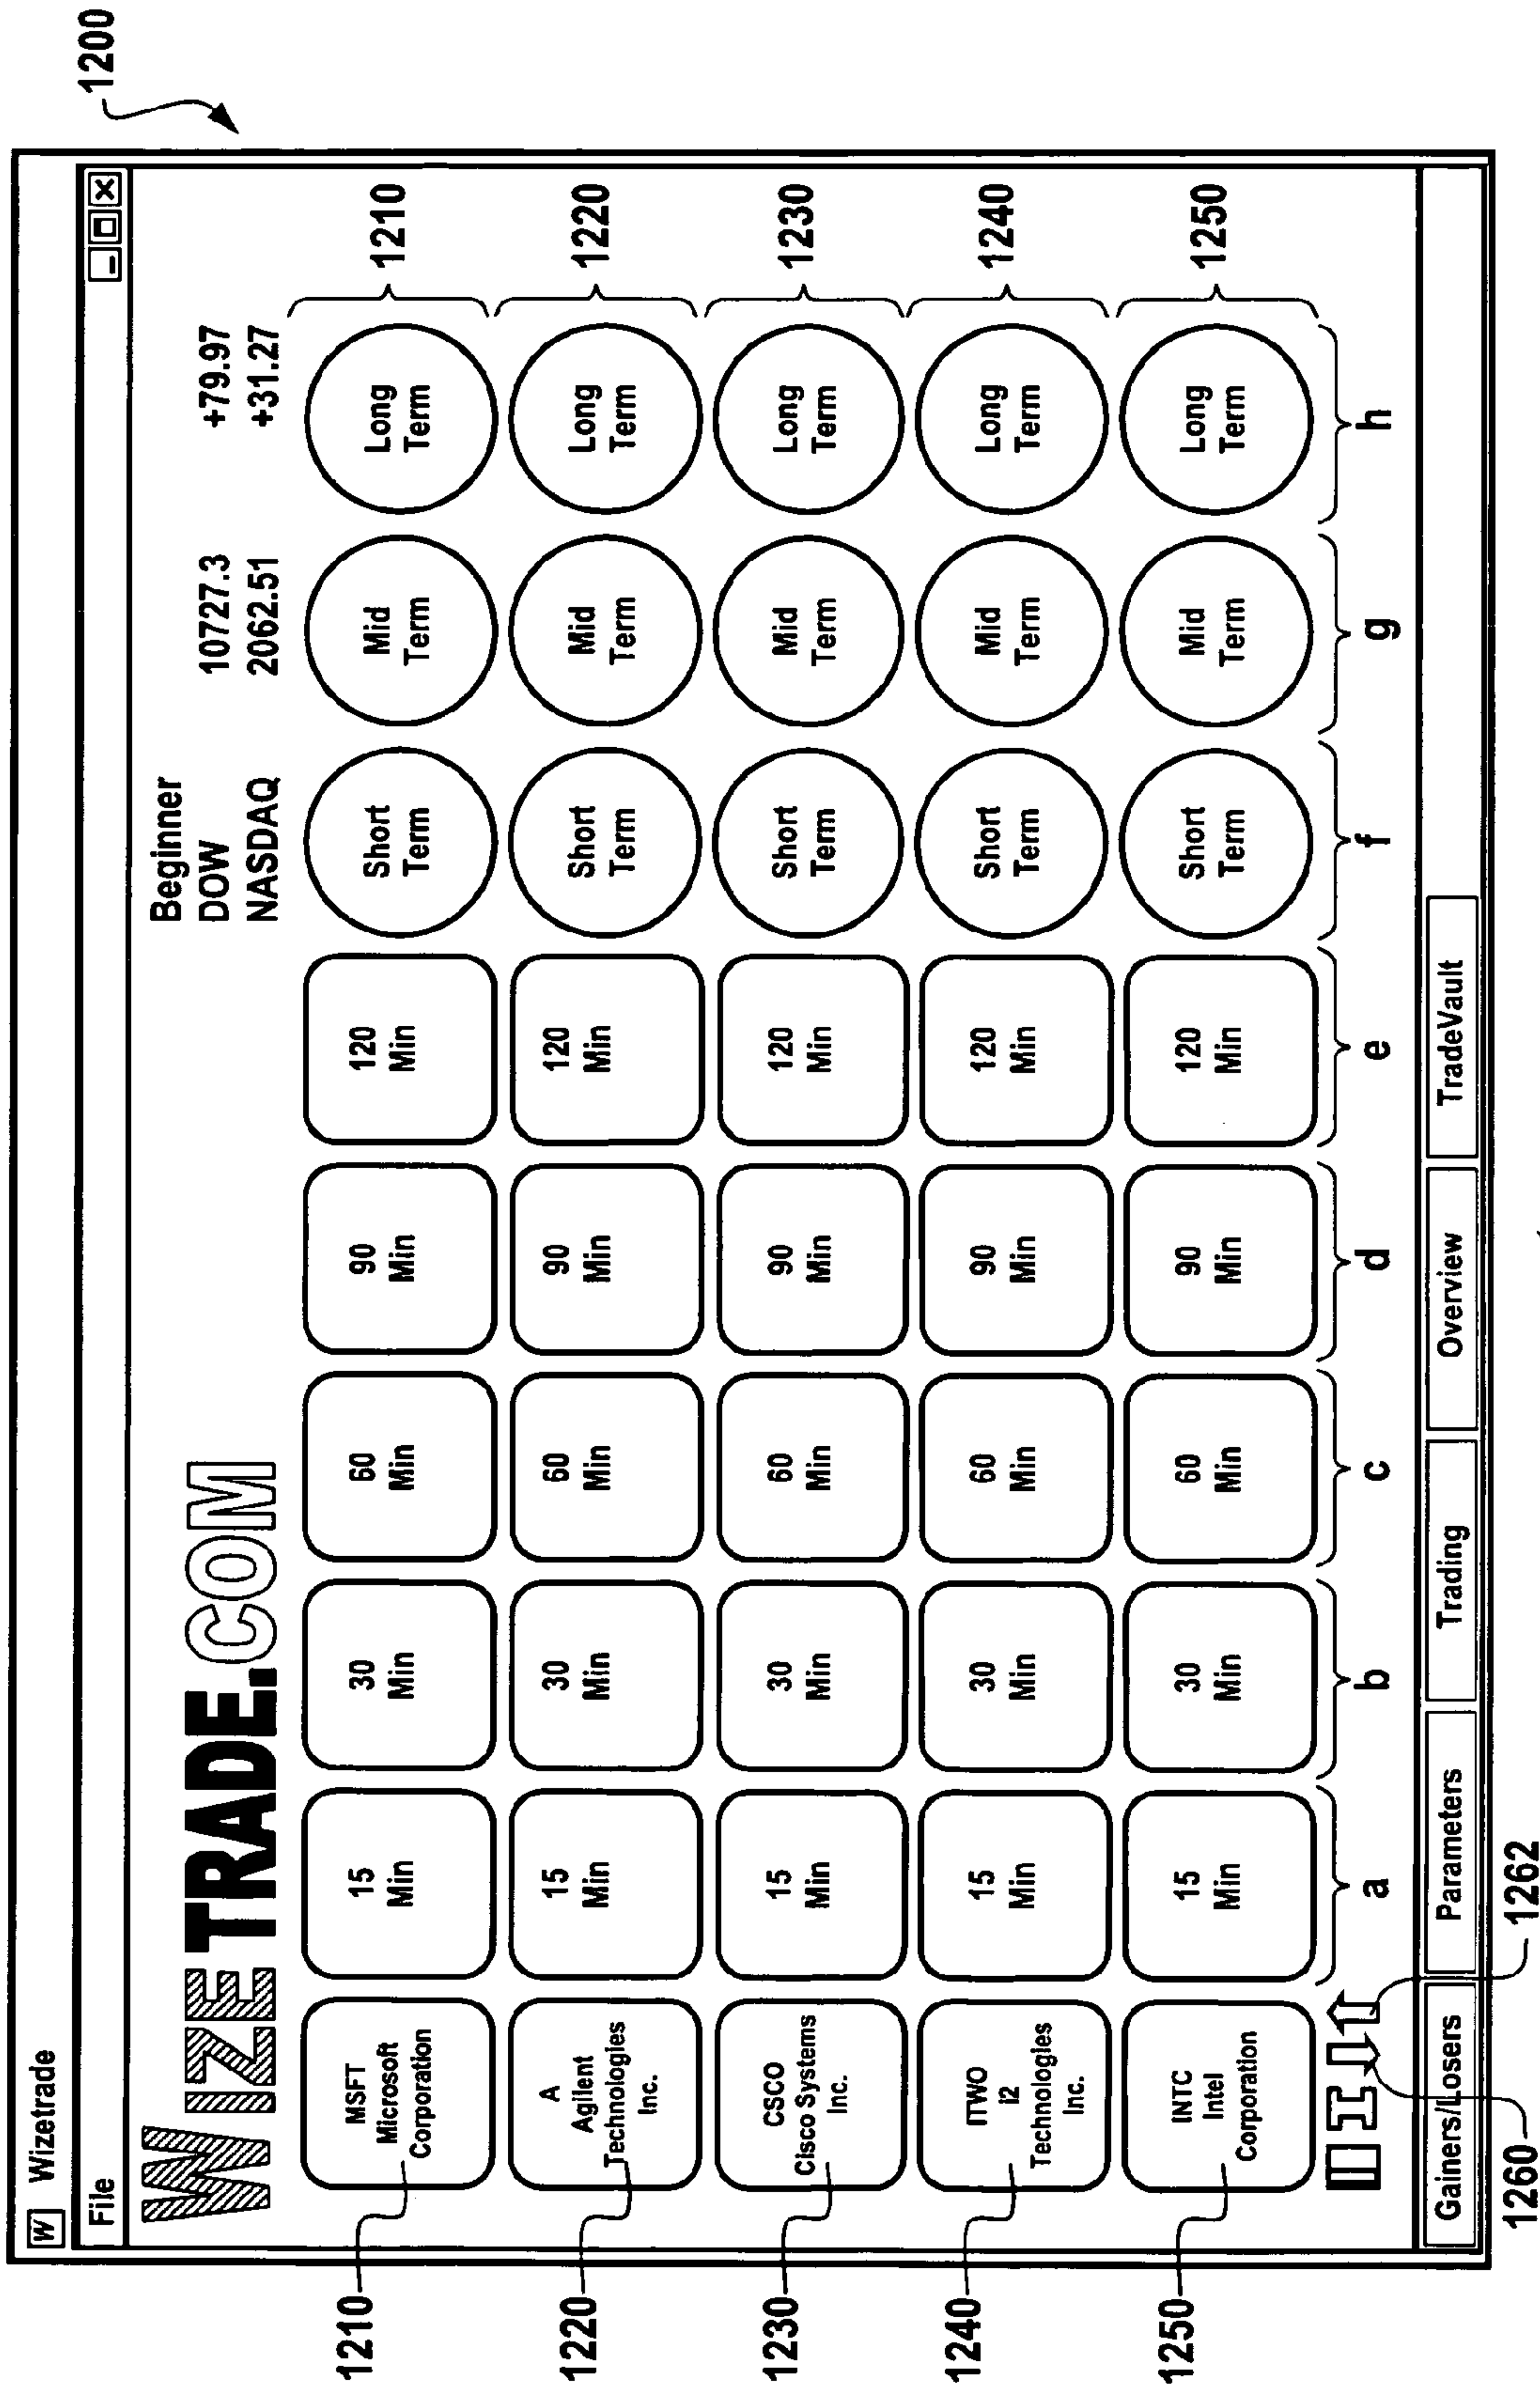 1200
W Wizetrade
File
WIZETRADE.COM
Beginner
DOW 10727.3 +79.97
NASDAQ 2062.51 +31.27
1210
MSFT
Microsoft
Corporation
15
Min
30
Min
60
Min
90
Min
120
Min
Short
Term
Mid
Term
Long
Term
1210
1220
A
Agilent
Technologies
Inc.
15
Min
30
Min
60
Min
90
Min
120
Min
Short
Term
Mid
Term
Long
Term
1220
1230
CSCO
Cisco Systems
Inc.
15
Min
30
Min
60
Min
90
Min
120
Min
Short
Term
Mid
Term
Long
Term
1230
1240
ITWO
i2
Technologies
Inc.
15
Min
30
Min
60
Min
90
Min
120
Min
Short
Term
Mid
Term
Long
Term
1240
1250
INTC
Intel
Corporation
15
Min
30
Min
60
Min
90
Min
120
Min
Short
Term
Mid
Term
Long
Term
1250
a b c d e f g h
Gainers/Losers Parameters Trading Overview TradeVault
1260 1262